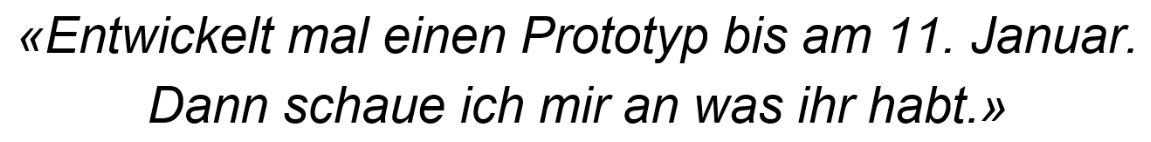 «Entwickelt mal einen Prototyp bis am 11. Januar.
Dann schaue ich mir an was ihr habt.»